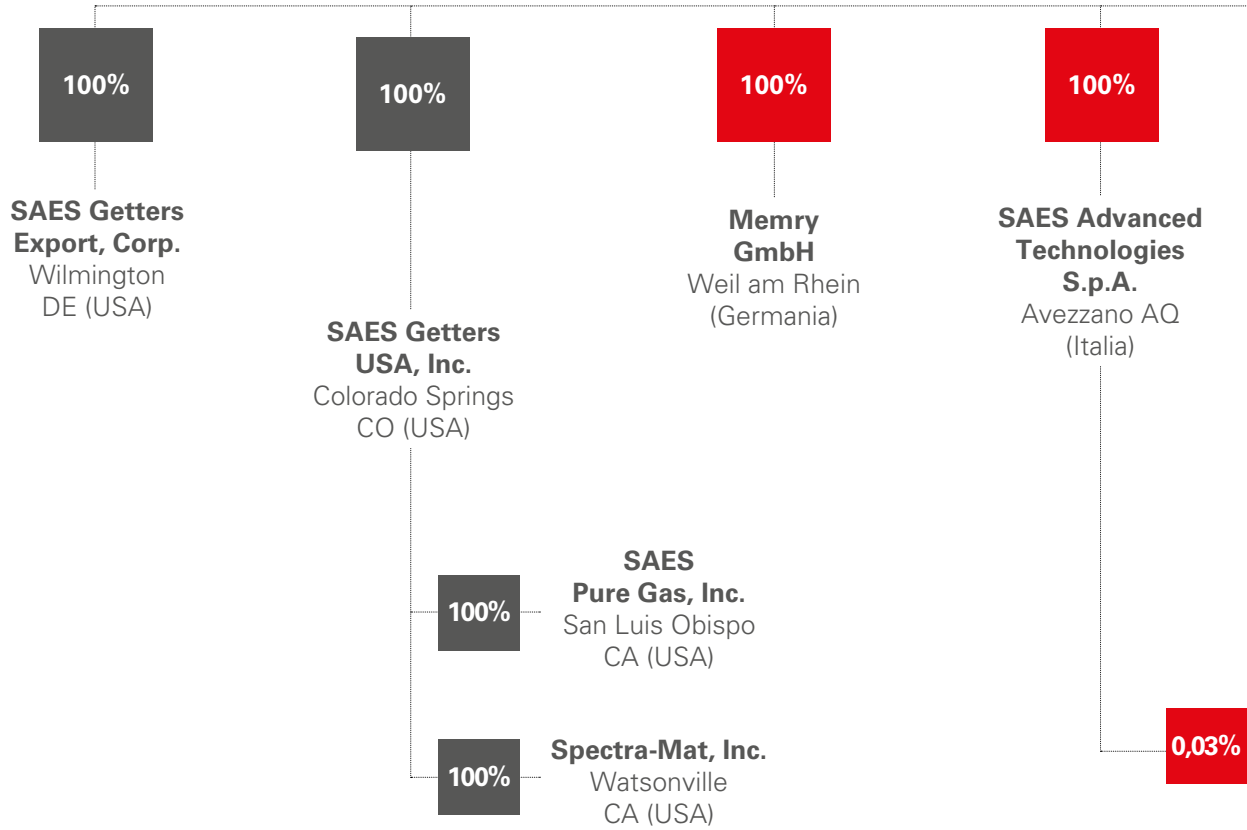 100%
SAES Getters
Export, Corp.
Wilmington
DE (USA)
100%
SAES Getters
USA, Inc.
Colorado Springs
CO (USA)
100%
SAES
Pure Gas, Inc.
San Luis Obispo
CA (USA)
100%
Spectra-Mat, Inc.
Watsonville
CA (USA)
100%
Memry
GmbH
Weil am Rhein
(Germania)
100%
SAES Advanced
Technologies
S.p.A.
Avezzano AQ
(Italia)
0,03%